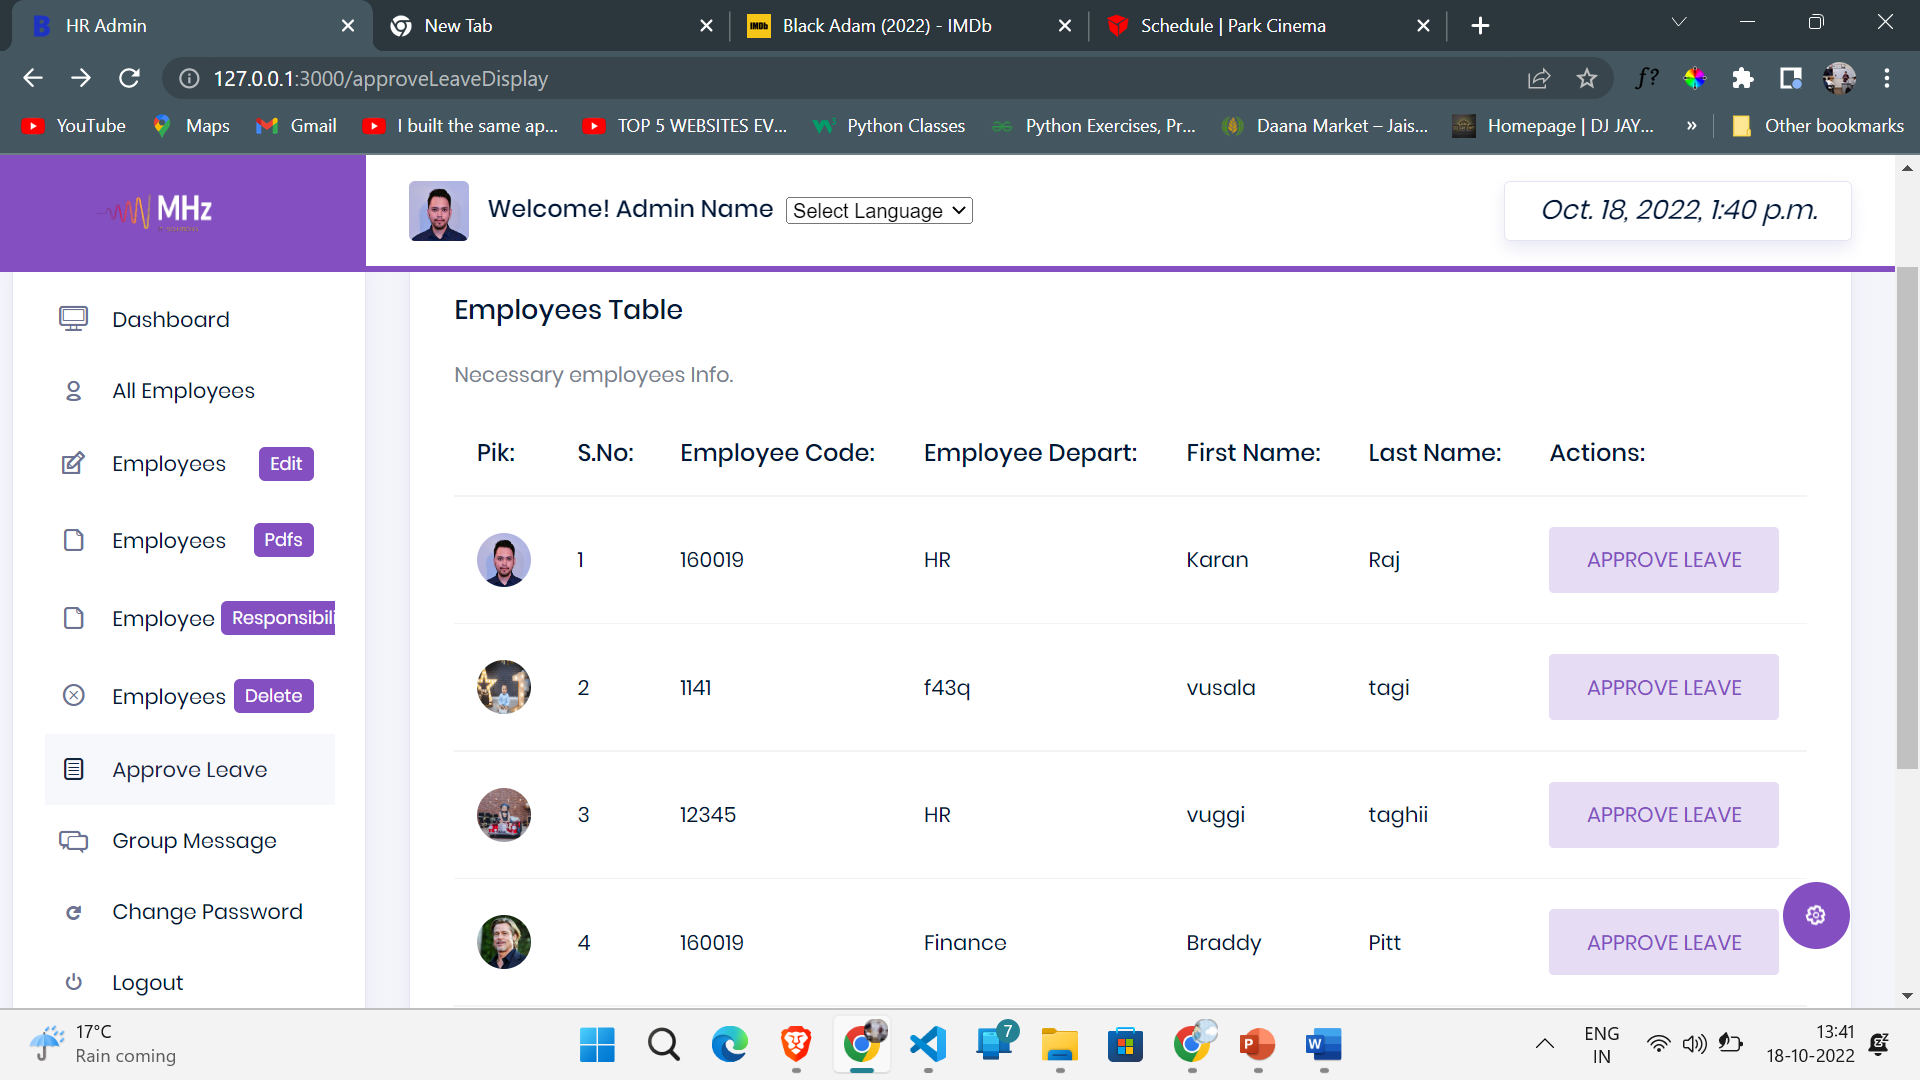 HR Admin
New Tab
IMDb
Black Adam (2022) - IMDb
Schedule | Park Cinema
127.0.0.1:3000/approveLeaveDisplay
f?
YouTube
Maps
Gmail
I built the same ap...
TOP 5 WEBSITES EV...
Python Classes
Python Exercises, Pr...
Daana Market – Jais...
Homepage | DJ JAY...
»
Other bookmarks
MHz
Welcome! Admin Name
Select Language
Oct. 18, 2022, 1:40 p.m.
Dashboard
All Employees
Employees Edit
Employees Pdfs
Employee Responsibili
Employees Delete
Approve Leave
Group Message
Change Password
Logout
Employees Table
Necessary employees Info.
Pik: S.No: Employee Code: Employee Depart: First Name: Last Name: Actions:
1 160019 HR Karan Raj APPROVE LEAVE
2 1141 f43q vusala tagi APPROVE LEAVE
3 12345 HR vuggi taghii APPROVE LEAVE
4 160019 Finance Braddy Pitt APPROVE LEAVE
17°C
Rain coming
7
P
W
ENG
IN
13:41
18-10-2022